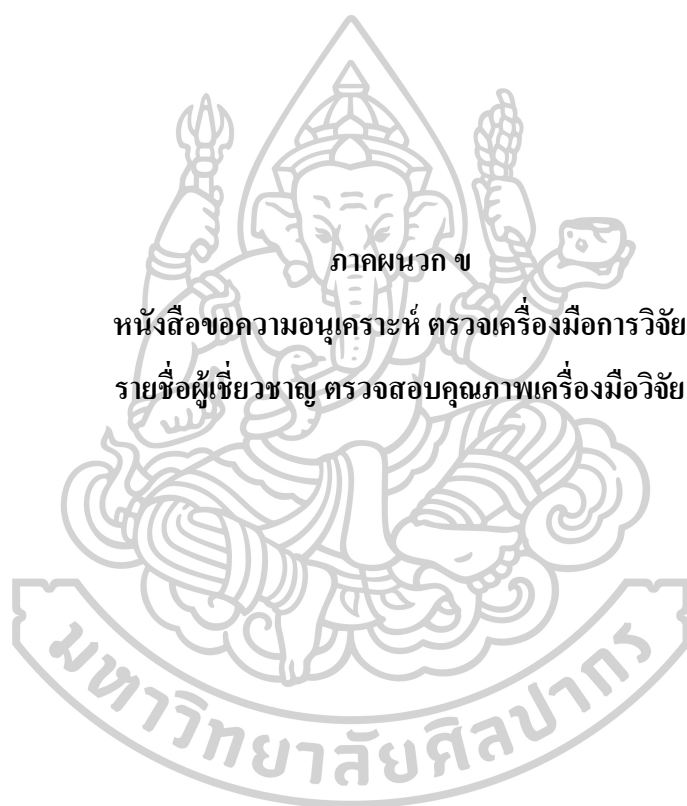 ภาคผนวก ข
หนังสือขอความอนุเคราะห์ ตรวจเครื่องมือการวิจัย
รายชื่อผู้เชี่ยวชาญ ตรวจสอบคุณภาพเครื่องมือวิจัย
มหาวิทยาลัยศิลปากร